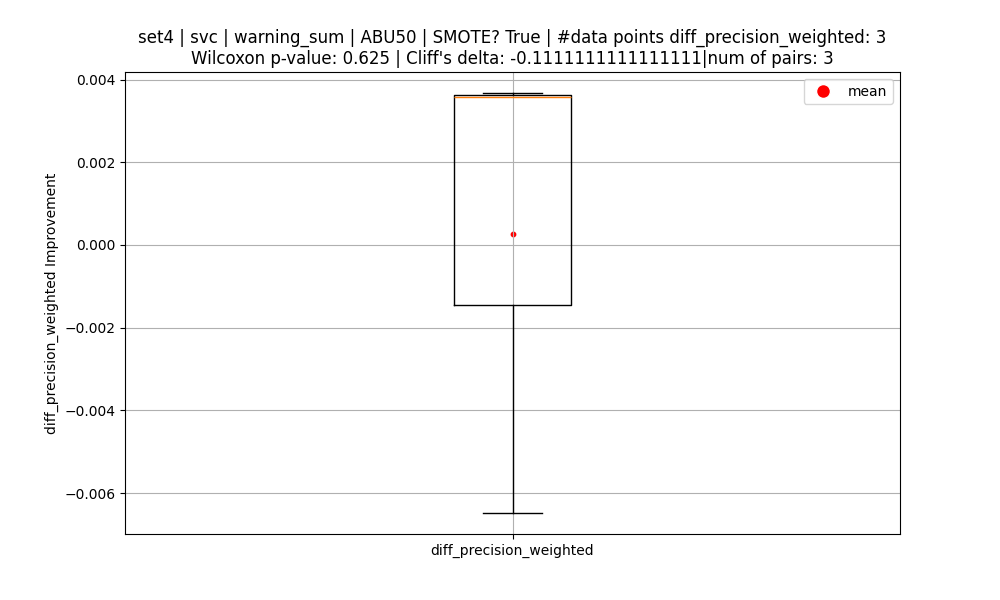 set4 | svc | warning_sum | ABU50 | SMOTE? True | #data points diff_precision_weighted: 3
Wilcoxon p-value: 0.625 | Cliff's delta: -0.1111111111111111|num of pairs: 3
mean
0.004
0.002
0.000
−0.002
−0.004
−0.006
diff_precision_weighted Improvement
diff_precision_weighted